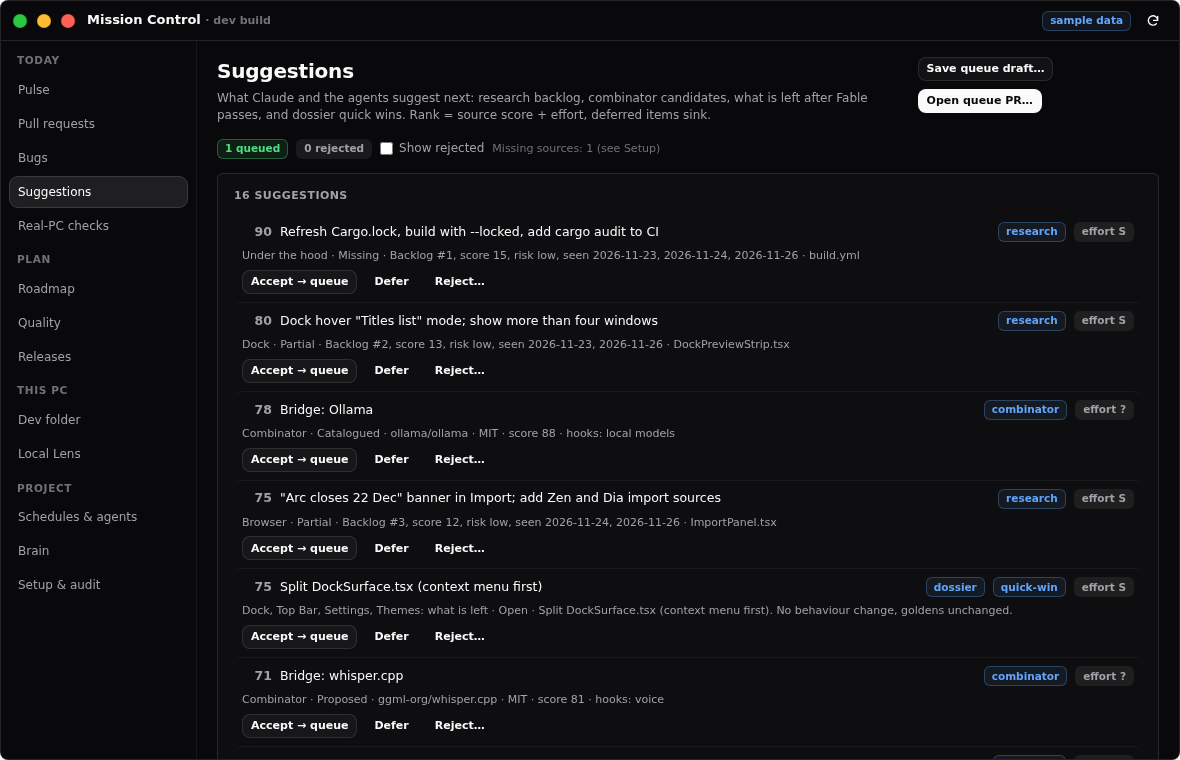 Mission Control · dev build
sample data
TODAY
Pulse
Pull requests
Bugs
Suggestions
Real-PC checks
PLAN
Roadmap
Quality
Releases
THIS PC
Dev folder
Local Lens
PROJECT
Schedules & agents
Brain
Setup & audit
Suggestions
What Claude and the agents suggest next: research backlog, combinator candidates, what is left after Fable
passes, and dossier quick wins. Rank = source score + effort, deferred items sink.
Save queue draft…
Open queue PR…
1 queued 0 rejected Show rejected Missing sources: 1 (see Setup)
16 SUGGESTIONS
90 Refresh Cargo.lock, build with --locked, add cargo audit to CI research effort S
Under the hood · Missing · Backlog #1, score 15, risk low, seen 2026-11-23, 2026-11-24, 2026-11-26 · build.yml
Accept → queue Defer Reject…
80 Dock hover "Titles list" mode; show more than four windows research effort S
Dock · Partial · Backlog #2, score 13, risk low, seen 2026-11-23, 2026-11-26 · DockPreviewStrip.tsx
Accept → queue Defer Reject…
78 Bridge: Ollama combinator effort ?
Combinator · Catalogued · ollama/ollama · MIT · score 88 · hooks: local models
Accept → queue Defer Reject…
75 "Arc closes 22 Dec" banner in Import; add Zen and Dia import sources research effort S
Browser · Partial · Backlog #3, score 12, risk low, seen 2026-11-24, 2026-11-26 · ImportPanel.tsx
Accept → queue Defer Reject…
75 Split DockSurface.tsx (context menu first) dossier quick-win effort S
Dock, Top Bar, Settings, Themes: what is left · Open · Split DockSurface.tsx (context menu first). No behaviour change, goldens unchanged.
Accept → queue Defer Reject…
71 Bridge: whisper.cpp combinator effort ?
Combinator · Proposed · ggml-org/whisper.cpp · MIT · score 81 · hooks: voice
Accept → queue Defer Reject…